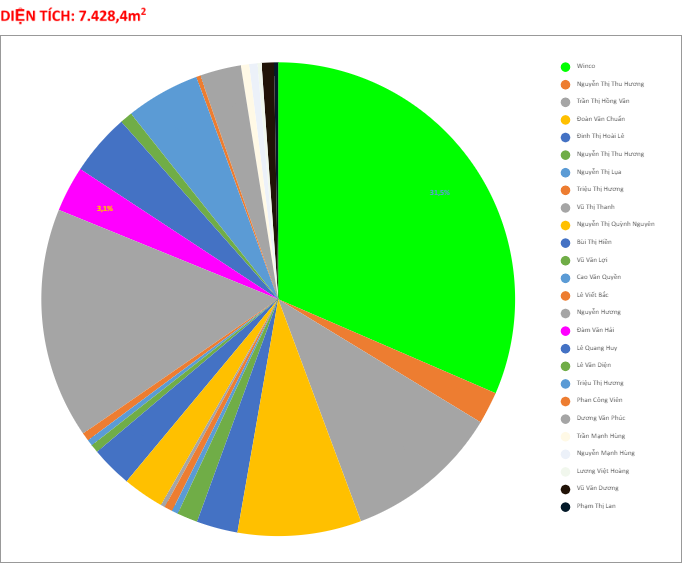 DIỆN TÍCH: 7.428,4m²
3,1%
Winco
Nguyễn Thị Thu Hương
Trần Thị Hồng Vân
Đoàn Văn Chuẩn
Đinh Thị Hoài Lê
Nguyễn Thị Thu Hương
Nguyễn Thị Lụa
Triệu Thị Hương
Vũ Thị Thanh
Nguyễn Thị Quỳnh Nguyên
Bùi Thị Hiền
Vũ Văn Lợi
Cao Văn Quyền
Lê Viết Bắc
Nguyễn Hương
Đàm Văn Hải
Lê Quang Huy
Lê Văn Diện
Triệu Thị Hương
Phan Công Viên
Dương Văn Phúc
Trần Mạnh Hùng
Nguyễn Mạnh Hùng
Lương Việt Hoàng
Vũ Văn Dương
Phạm Thị Lan